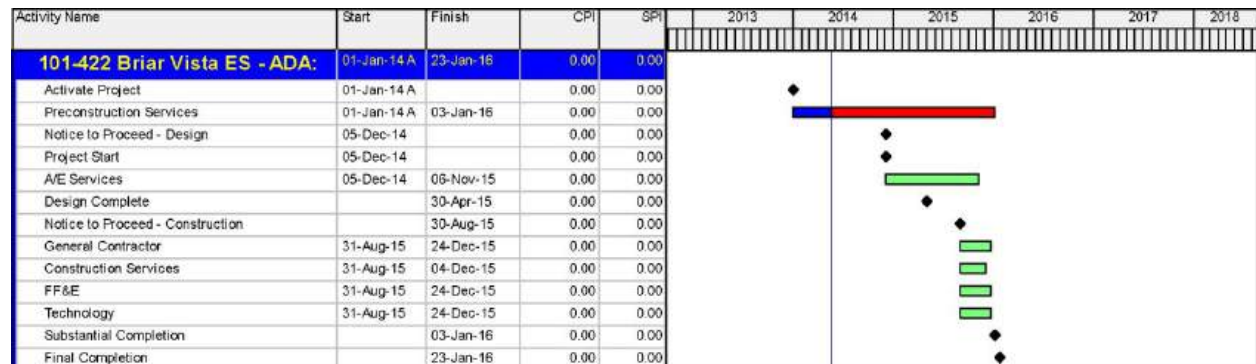 Activity Name Start Finish CPI SPI 2013 2014 2015 2016 2017 2018
101-422 Briar Vista ES - ADA: 01-Jan-14 A 23-Jan-16 0.00 0.00
Activate Project 01-Jan-14 A 0.00 0.00
Preconstruction Services 01-Jan-14 A 03-Jan-16 0.00 0.00
Notice to Proceed - Design 05-Dec-14 0.00 0.00
Project Start 05-Dec-14 0.00 0.00
A/E Services 05-Dec-14 06-Nov-15 0.00 0.00
Design Complete 30-Apr-15 0.00 0.00
Notice to Proceed - Construction 30-Aug-15 0.00 0.00
General Contractor 31-Aug-15 24-Dec-15 0.00 0.00
Construction Services 31-Aug-15 04-Dec-15 0.00 0.00
FF&E 31-Aug-15 24-Dec-15 0.00 0.00
Technology 31-Aug-15 24-Dec-15 0.00 0.00
Substantial Completion 03-Jan-16 0.00 0.00
Final Completion 23-Jan-16 0.00 0.00